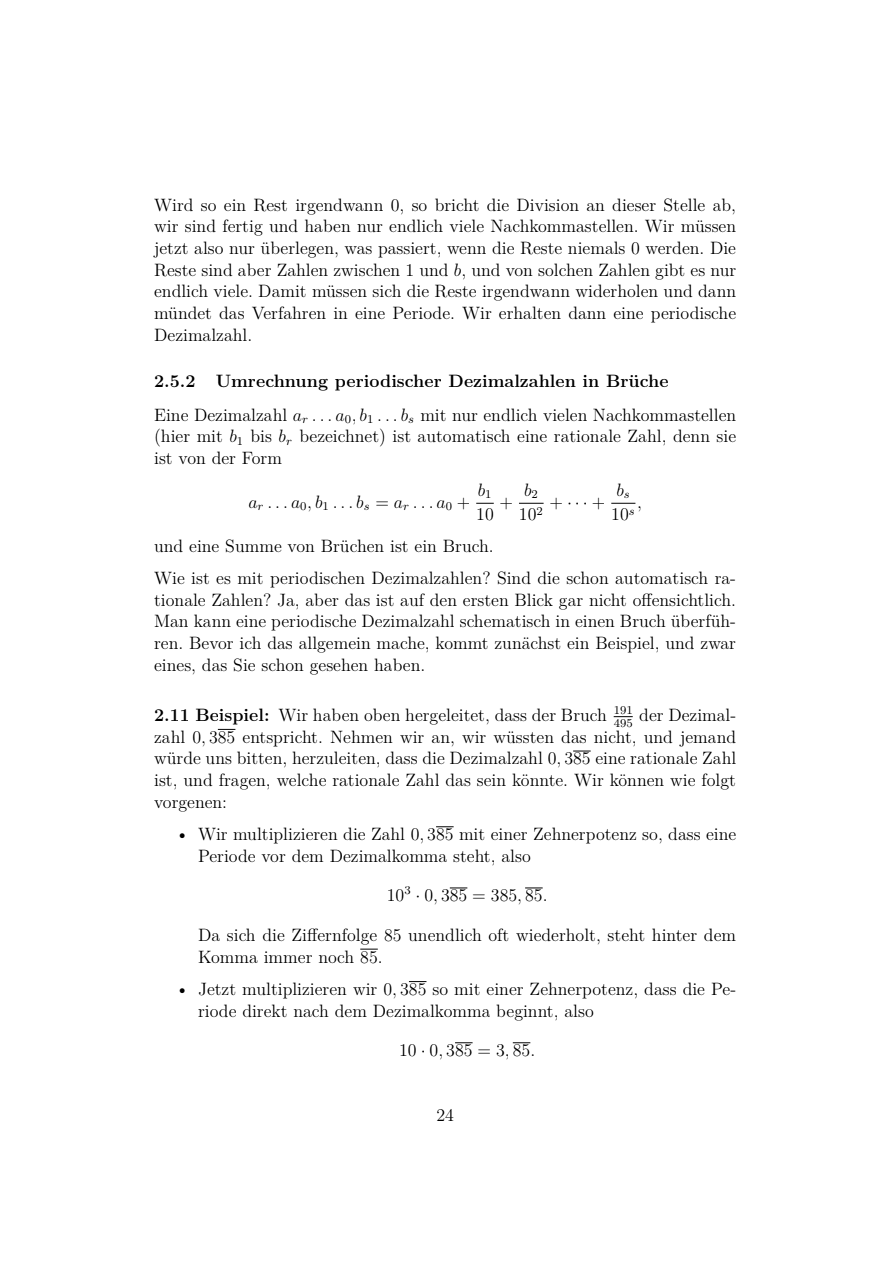 Wird so ein Rest irgendwann 0, so bricht die Division an dieser Stelle ab,
wir sind fertig und haben nur endlich viele Nachkommastellen. Wir müssen
jetzt also nur überlegen, was passiert, wenn die Reste niemals 0 werden. Die
Reste sind aber Zahlen zwischen 1 und b, und von solchen Zahlen gibt es nur
endlich viele. Damit müssen sich die Reste irgendwann widerholen und dann
mündet das Verfahren in eine Periode. Wir erhalten dann eine periodische
Dezimalzahl.
2.5.2 Umrechnung periodischer Dezimalzahlen in Brüche
Eine Dezimalzahl $a_r \ldots a_0, b_1 \ldots b_s$ mit nur endlich vielen Nachkommastellen
(hier mit $b_1$ bis $b_r$ bezeichnet) ist automatisch eine rationale Zahl, denn sie
ist von der Form
$a_r \ldots a_0, b_1 \ldots b_s = a_r \ldots a_0 + \frac{b_1}{10} + \frac{b_2}{10^2} + \cdots + \frac{b_s}{10^s},$
und eine Summe von Brüchen ist ein Bruch.
Wie ist es mit periodischen Dezimalzahlen? Sind die schon automatisch ra-
tionale Zahlen? Ja, aber das ist auf den ersten Blick gar nicht offensichtlich.
Man kann eine periodische Dezimalzahl schematisch in einen Bruch überfüh-
ren. Bevor ich das allgemein mache, kommt zunächst ein Beispiel, und zwar
eines, das Sie schon gesehen haben.
2.11 Beispiel: Wir haben oben hergeleitet, dass der Bruch $\frac{191}{495}$ der Dezimal-
zahl $0,3\overline{85}$ entspricht. Nehmen wir an, wir wüssten das nicht, und jemand
würde uns bitten, herzuleiten, dass die Dezimalzahl $0,3\overline{85}$ eine rationale Zahl
ist, und fragen, welche rationale Zahl das sein könnte. Wir können wie folgt
vorgenen:
• Wir multiplizieren die Zahl $0,3\overline{85}$ mit einer Zehnerpotenz so, dass eine
Periode vor dem Dezimalkomma steht, also
$10^3 \cdot 0,3\overline{85} = 385,\overline{85}.$
Da sich die Ziffernfolge 85 unendlich oft wiederholt, steht hinter dem
Komma immer noch $\overline{85}$.
• Jetzt multiplizieren wir $0,3\overline{85}$ so mit einer Zehnerpotenz, dass die Pe-
riode direkt nach dem Dezimalkomma beginnt, also
$10 \cdot 0,3\overline{85} = 3,\overline{85}.$
24